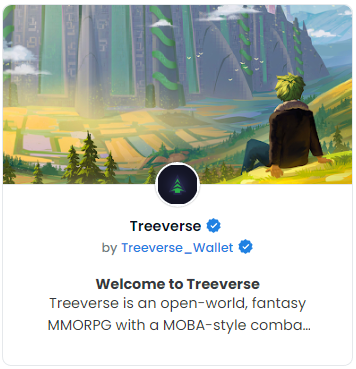 Treeverse
by Treeverse_Wallet
Welcome to Treeverse
Treeverse is an open-world, fantasy
MMORPG with a MOBA-style comba...